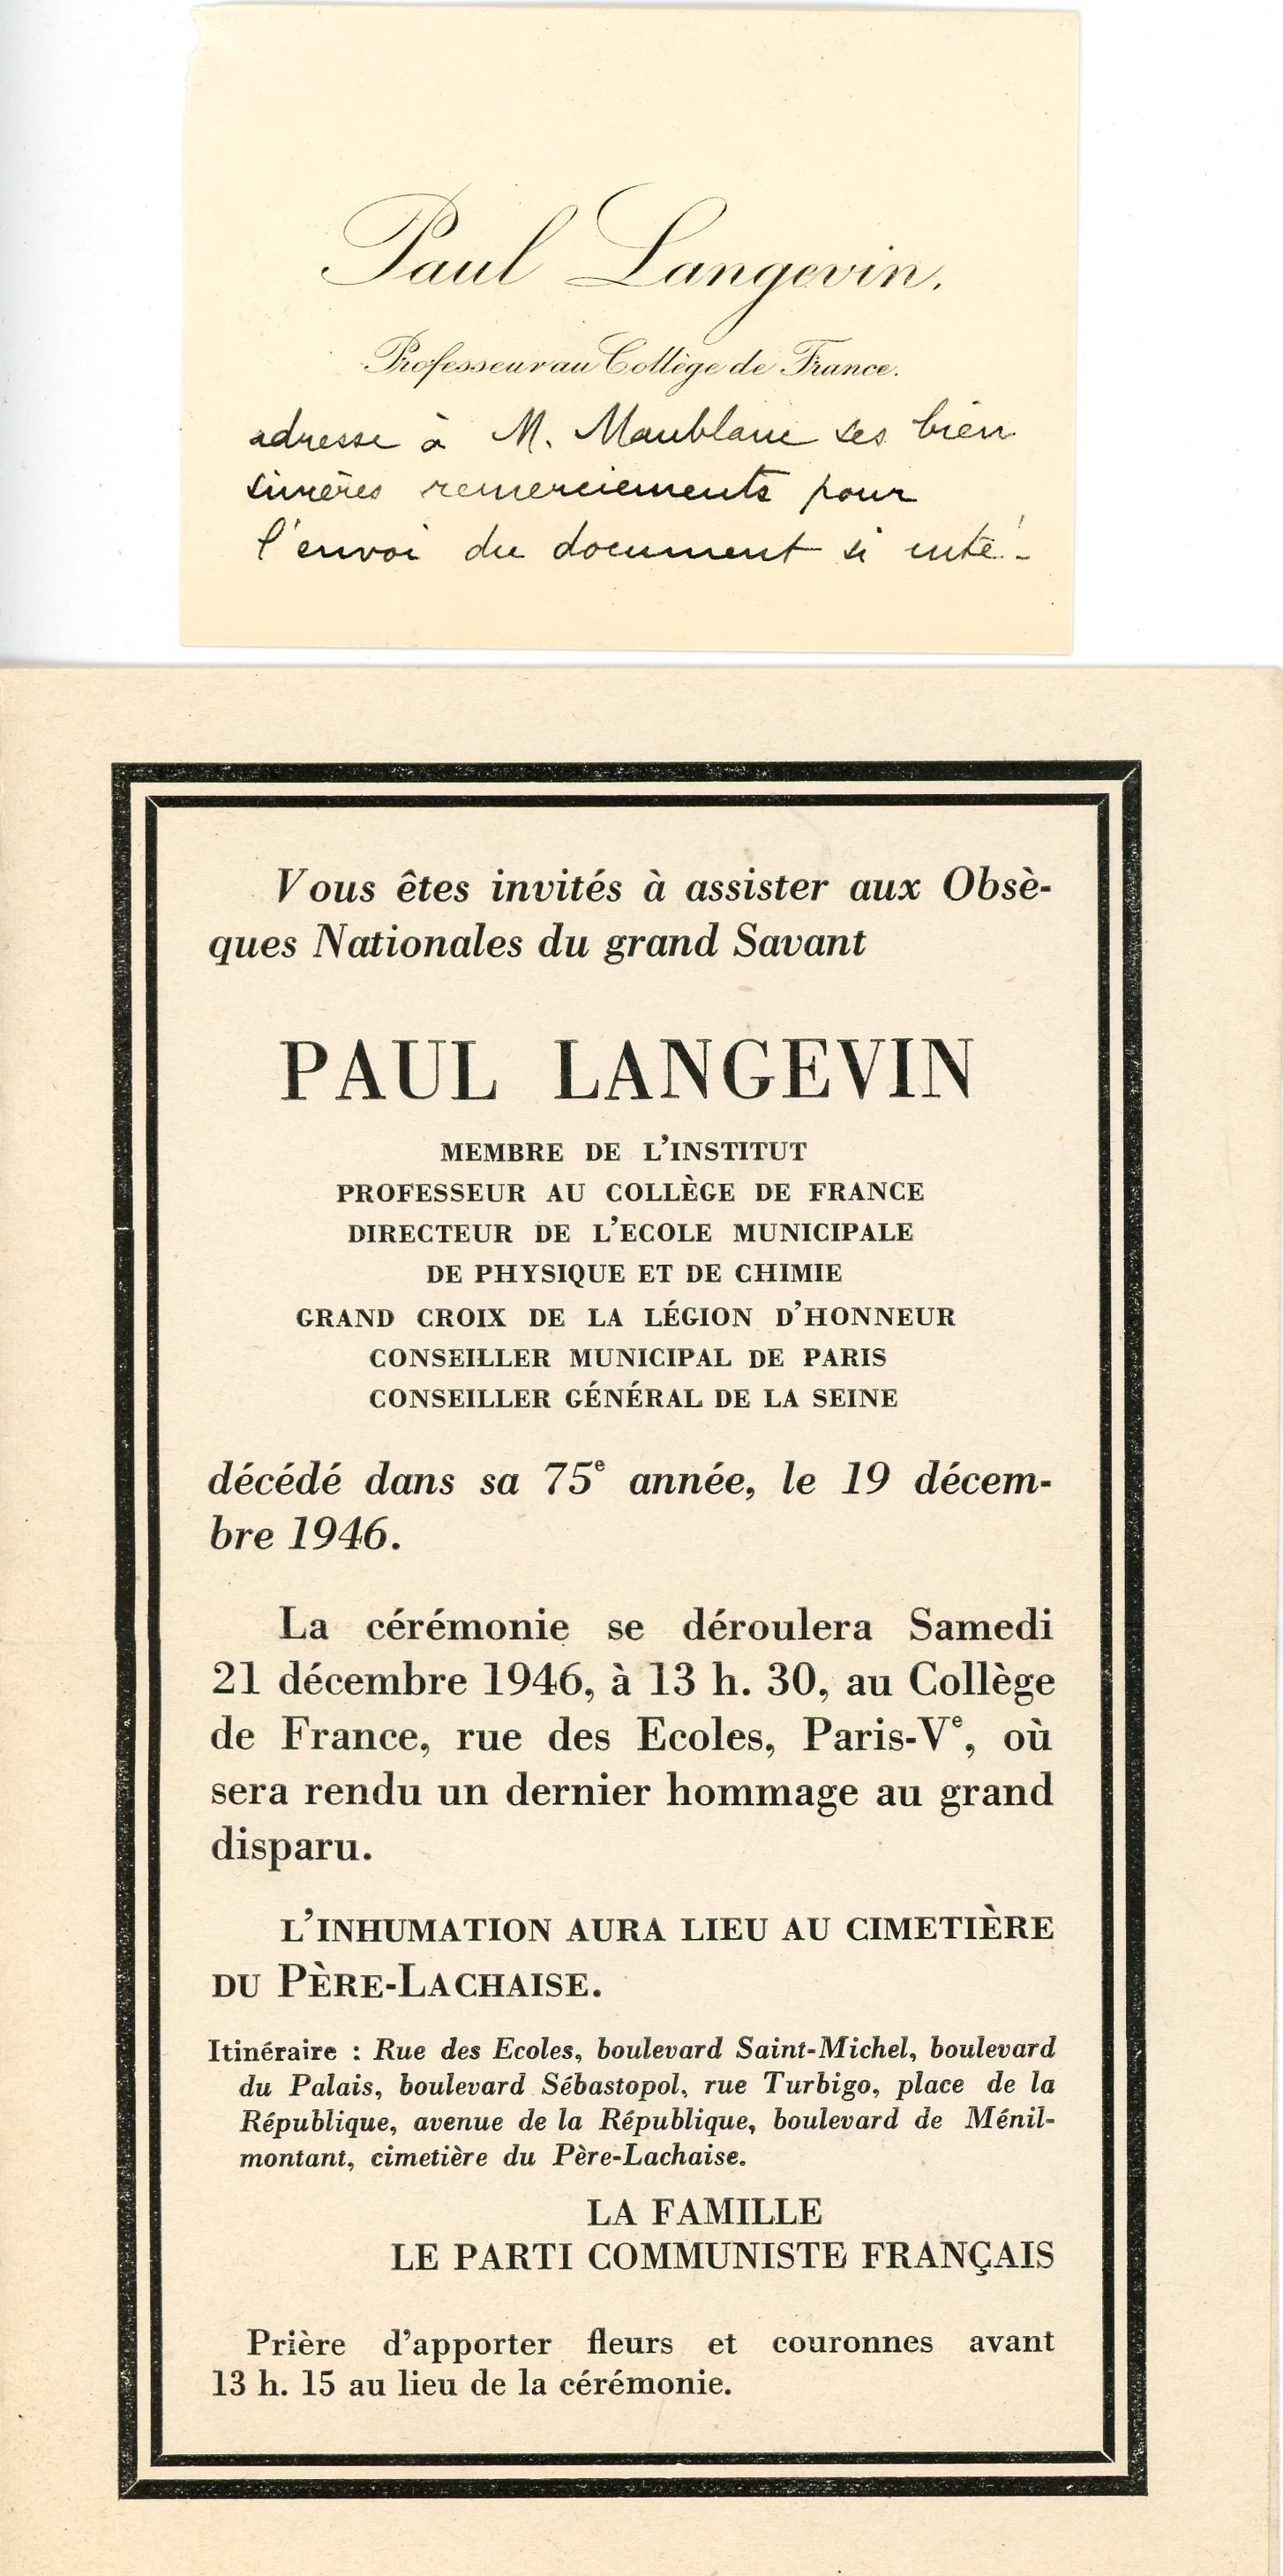 Paul Langevin.
Professeur au Collège de France.
adresse à M. Maublanc ses bien
sincères remerciements pour
l'envoi du document si inté-
Vous êtes invités à assister aux Obsè-
ques Nationales du grand Savant
PAUL LANGEVIN
MEMBRE DE L'INSTITUT
PROFESSEUR AU COLLÈGE DE FRANCE
DIRECTEUR DE L'ECOLE MUNICIPALE
DE PHYSIQUE ET DE CHIMIE
GRAND CROIX DE LA LÉGION D'HONNEUR
CONSEILLER MUNICIPAL DE PARIS
CONSEILLER GÉNÉRAL DE LA SEINE
décédé dans sa 75e année, le 19 décem-
bre 1946.
La cérémonie se déroulera Samedi
21 décembre 1946, à 13 h. 30, au Collège
de France, rue des Ecoles, Paris-Ve, où
sera rendu un dernier hommage au grand
disparu.
L'INHUMATION AURA LIEU AU CIMETIÈRE
DU PÈRE-LACHAISE.
Itinéraire : Rue des Ecoles, boulevard Saint-Michel, boulevard
du Palais, boulevard Sébastopol, rue Turbigo, place de la
République, avenue de la République, boulevard de Ménil-
montant, cimetière du Père-Lachaise.
LA FAMILLE
LE PARTI COMMUNISTE FRANÇAIS
Prière d'apporter fleurs et couronnes avant
13 h. 15 au lieu de la cérémonie.